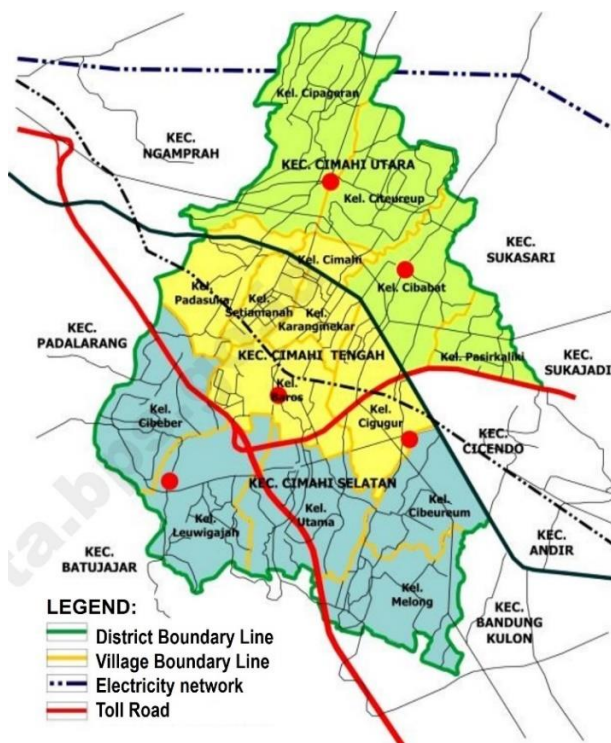 Kel. Cipageran
KEC.
NGAMPRAH
KEC. CIMAHI UTARA
Kel. Citeureup
KEC.
SUKASARI
Kel. Cimahi
Kel.
Padasuka
Kel.
Setiamanah
Kel.
Karangmekar
Kel. Cibabat
KEC.
PADALARANG
KEC. CIMAHI TENGAH
Kel. Pasirkaliki
KEC.
SUKAJADI
Kel.
Baros
Kel.
Cibeber
Kel.
Cigugur
KEC.
CICENDO
KEC. CIMAHI SELATAN
Kel.
Cibeureum
Kel.
Leuwigajah
Kel.
Utama
KEC.
ANDIR
KEC.
BATUJAJAR
Kel.
Melong
KEC.
BANDUNG
KULON
LEGEND:
District Boundary Line
Village Boundary Line
Electricity network
Toll Road